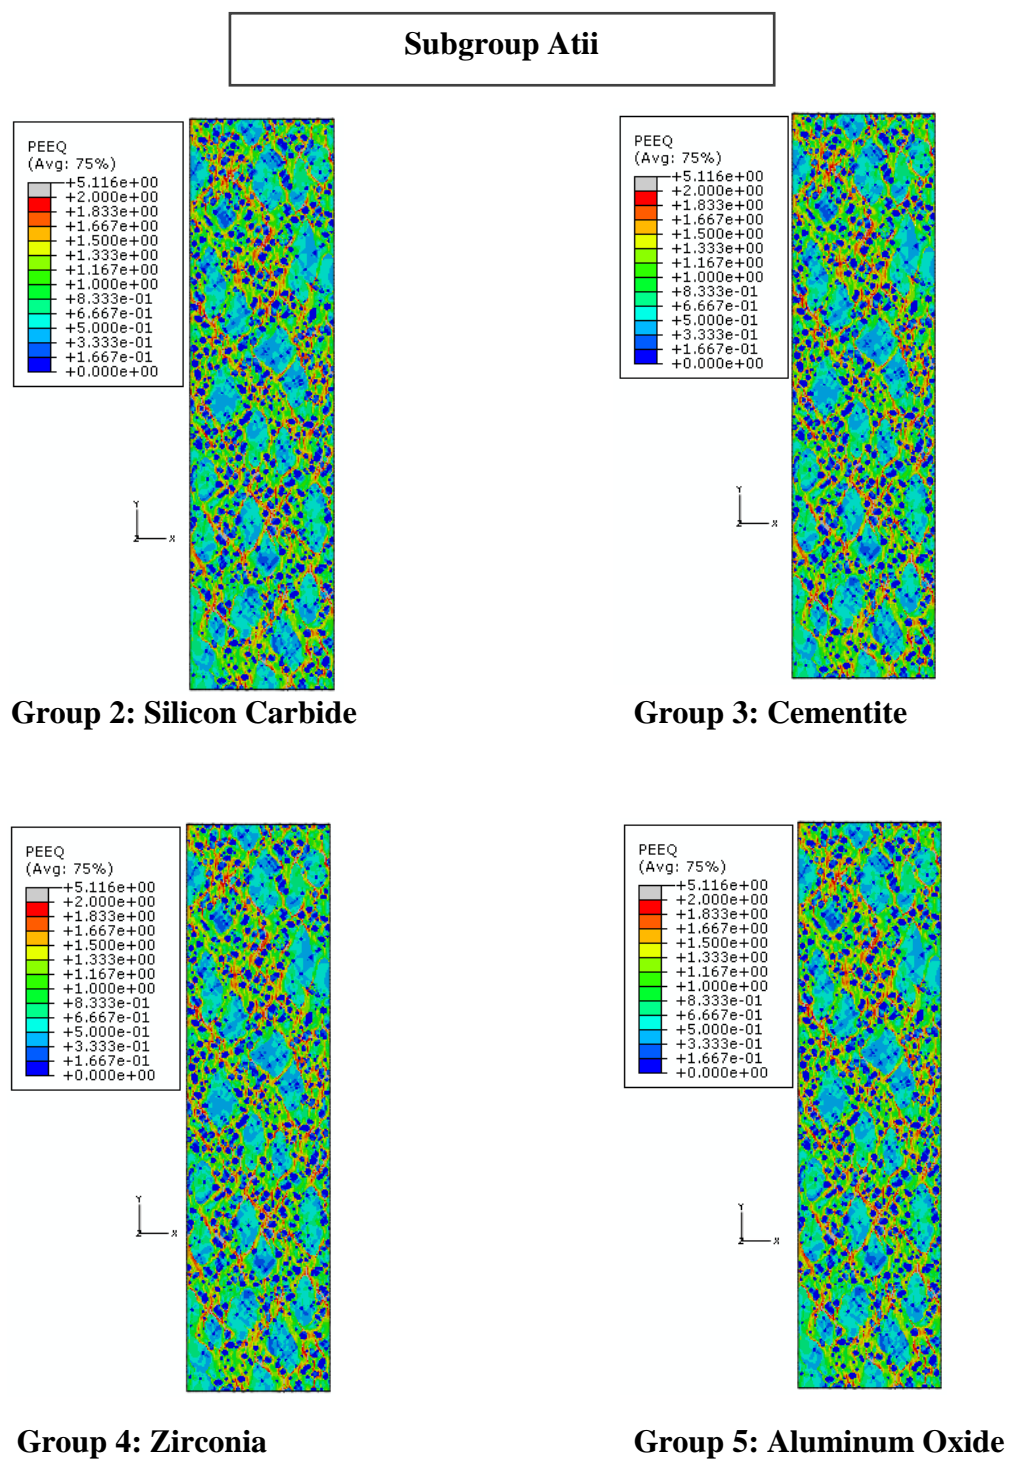 Subgroup Atii
PEEQ
(Avg: 75%)
+5.116e+00
+2.000e+00
+1.833e+00
+1.667e+00
+1.500e+00
+1.333e+00
+1.167e+00
+1.000e+00
+8.333e-01
+6.667e-01
+5.000e-01
+3.333e-01
+1.667e-01
+0.000e+00
Y
Z X
Group 2: Silicon Carbide
PEEQ
(Avg: 75%)
+5.116e+00
+2.000e+00
+1.833e+00
+1.667e+00
+1.500e+00
+1.333e+00
+1.167e+00
+1.000e+00
+8.333e-01
+6.667e-01
+5.000e-01
+3.333e-01
+1.667e-01
+0.000e+00
Y
Z X
Group 3: Cementite
PEEQ
(Avg: 75%)
+5.116e+00
+2.000e+00
+1.833e+00
+1.667e+00
+1.500e+00
+1.333e+00
+1.167e+00
+1.000e+00
+8.333e-01
+6.667e-01
+5.000e-01
+3.333e-01
+1.667e-01
+0.000e+00
Y
Z X
Group 4: Zirconia
PEEQ
(Avg: 75%)
+5.116e+00
+2.000e+00
+1.833e+00
+1.667e+00
+1.500e+00
+1.333e+00
+1.167e+00
+1.000e+00
+8.333e-01
+6.667e-01
+5.000e-01
+3.333e-01
+1.667e-01
+0.000e+00
Y
Z X
Group 5: Aluminum Oxide